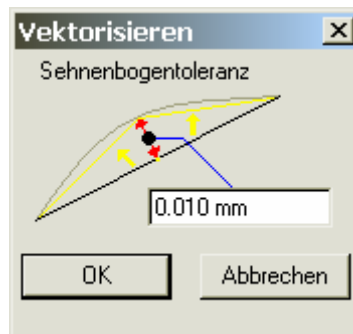 Vektorisieren
Sehnenbogentoleranz
0.010 mm
OK
Abbrechen